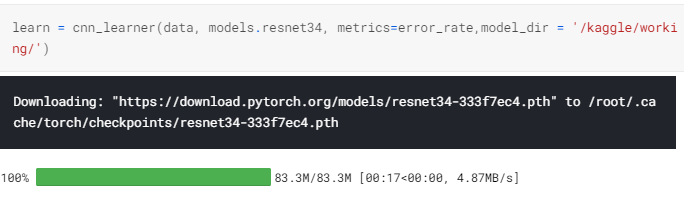 learn = cnn_learner(data, models.resnet34, metrics=error_rate,model_dir = '/kaggle/worki
ng/')
Downloading: "https://download.pytorch.org/models/resnet34-333f7ec4.pth" to /root/.ca
che/torch/checkpoints/resnet34-333f7ec4.pth
100% 83.3M/83.3M [00:17<00:00, 4.87MB/s]